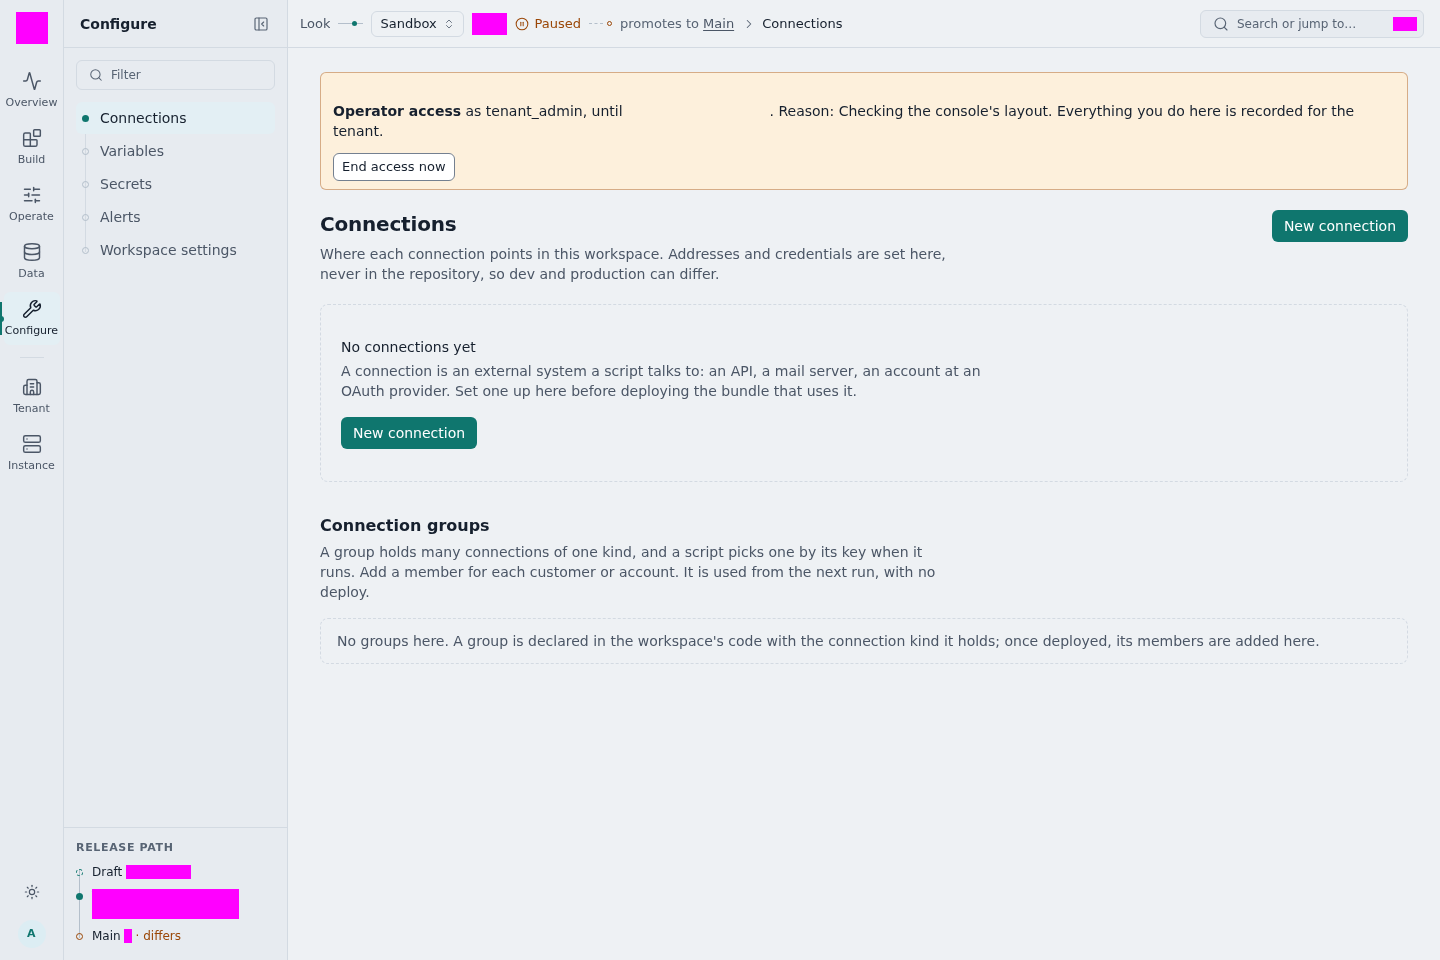 Configure
Look
Sandbox
Paused
promotes to Main
Connections
Search or jump to…
Overview
Build
Operate
Data
Configure
Tenant
Instance
A
Filter
Connections
Variables
Secrets
Alerts
Workspace settings
RELEASE PATH
Draft
Main · differs
Operator access as tenant_admin, until . Reason: Checking the console's layout. Everything you do here is recorded for the
tenant.
End access now
Connections
New connection
Where each connection points in this workspace. Addresses and credentials are set here,
never in the repository, so dev and production can differ.
No connections yet
A connection is an external system a script talks to: an API, a mail server, an account at an
OAuth provider. Set one up here before deploying the bundle that uses it.
New connection
Connection groups
A group holds many connections of one kind, and a script picks one by its key when it
runs. Add a member for each customer or account. It is used from the next run, with no
deploy.
No groups here. A group is declared in the workspace's code with the connection kind it holds; once deployed, its members are added here.